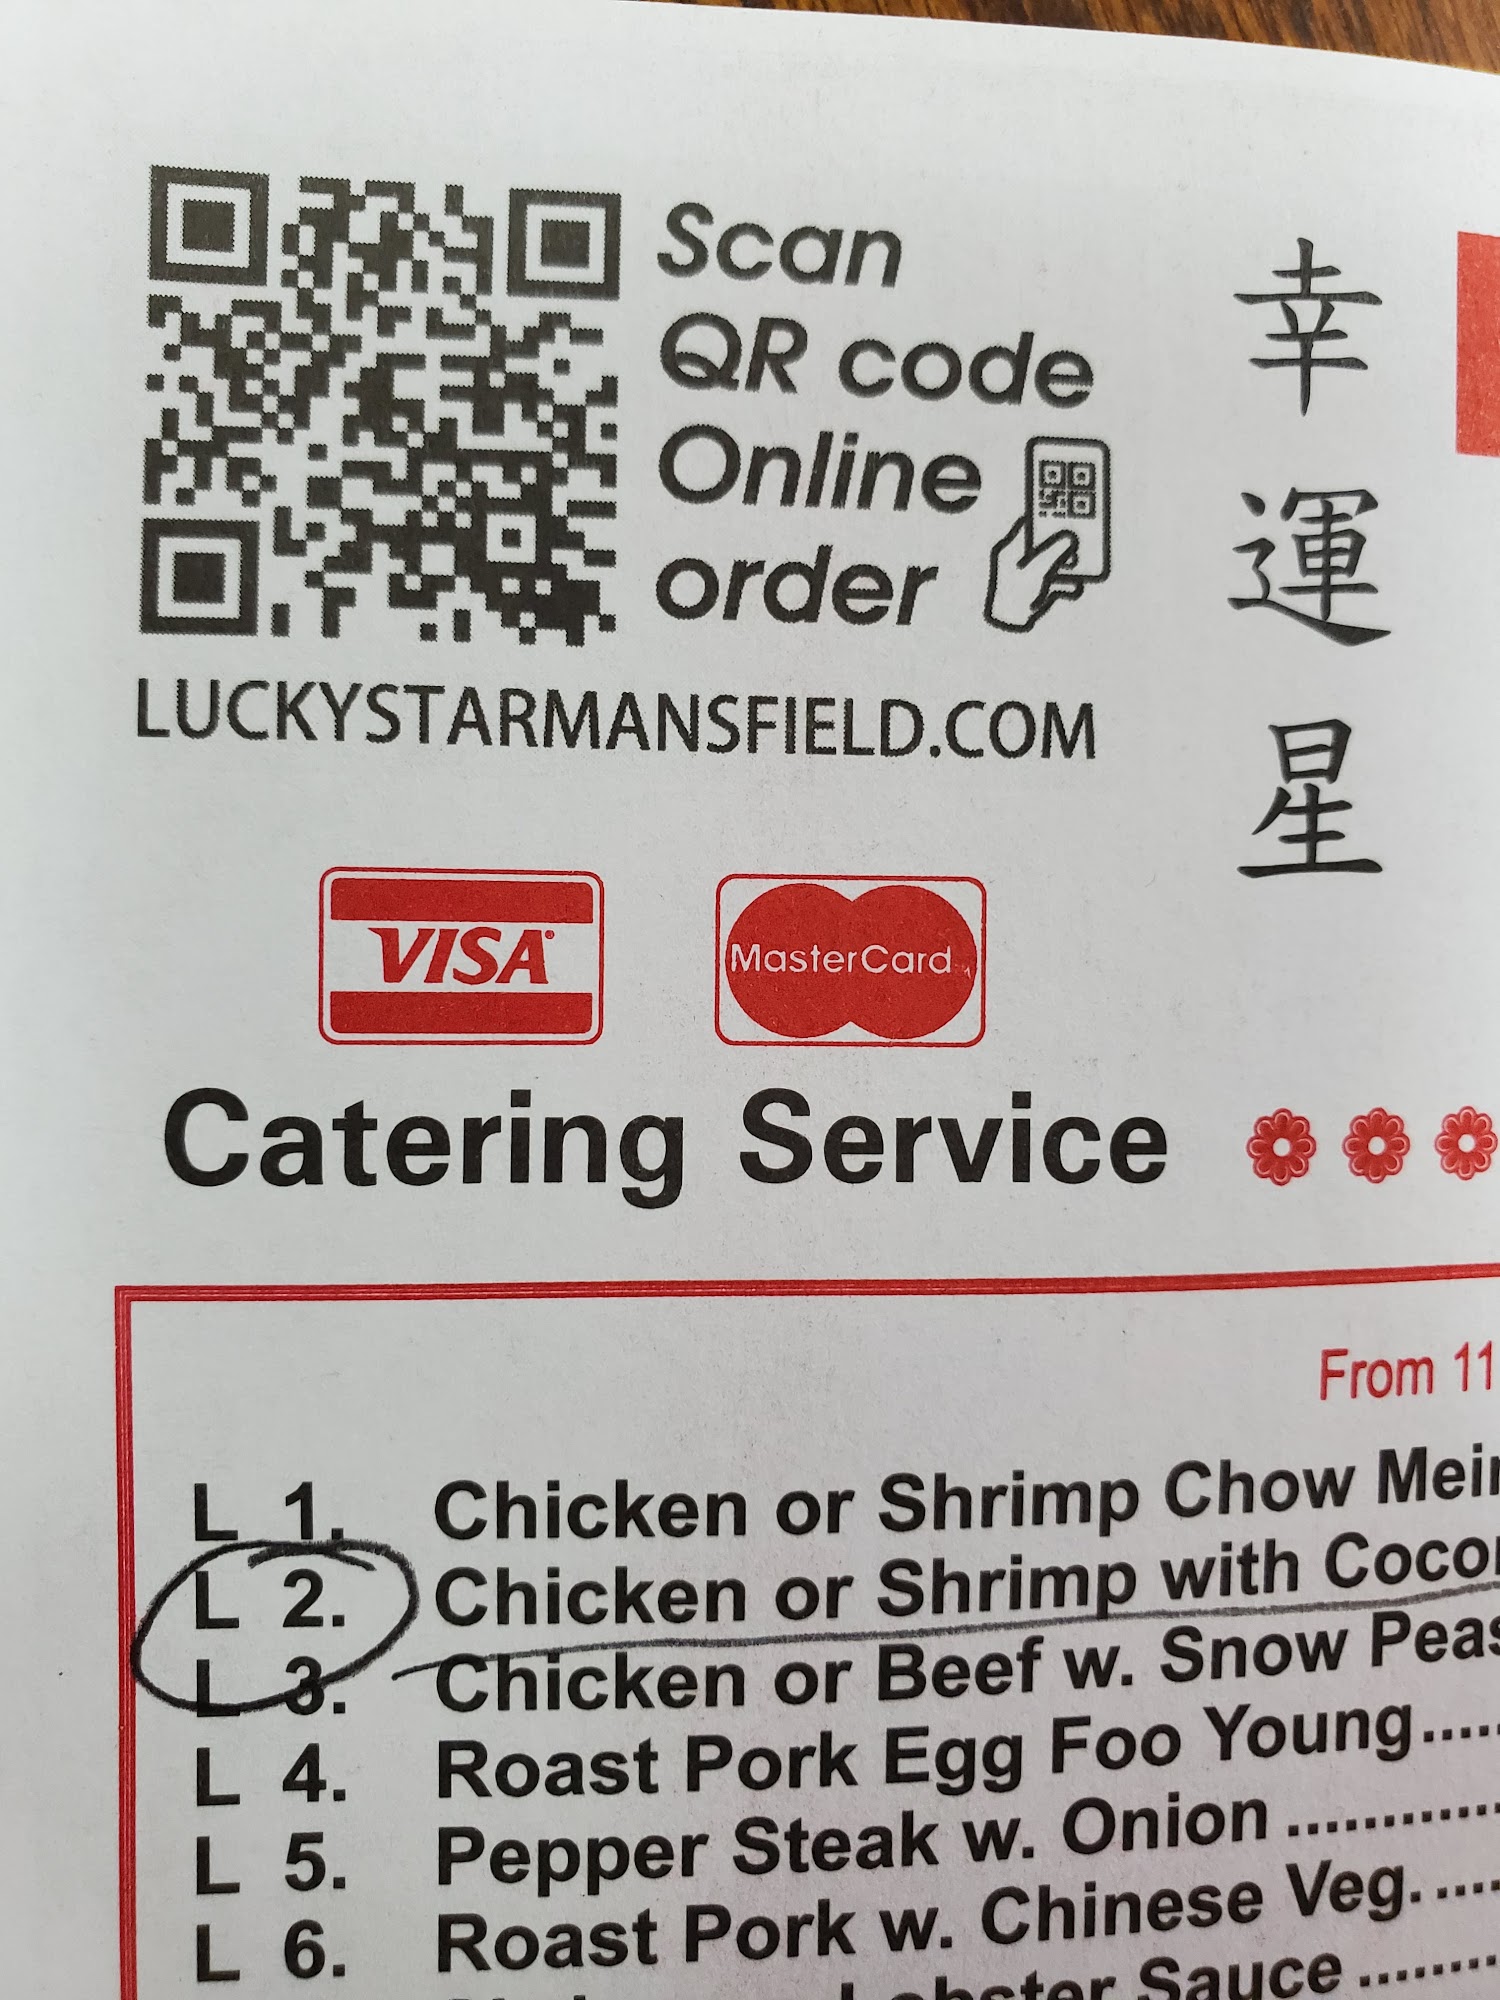 Scan
QR code
Online
order
LUCKYSTARMANSFIELD.COM
幸
運
星
VISA
MasterCard
Catering Service
From 11
L 1. Chicken or Shrimp Chow
L 2. Chicken or Shrimp with
L 3. Chicken or Beef w. Snow Peas
L 4. Roast Pork Egg Foo Young.....
L 5. Pepper Steak w. Onion ............
L 6. Roast Pork w. Chinese Veg. ....
Lobster Sauce ........